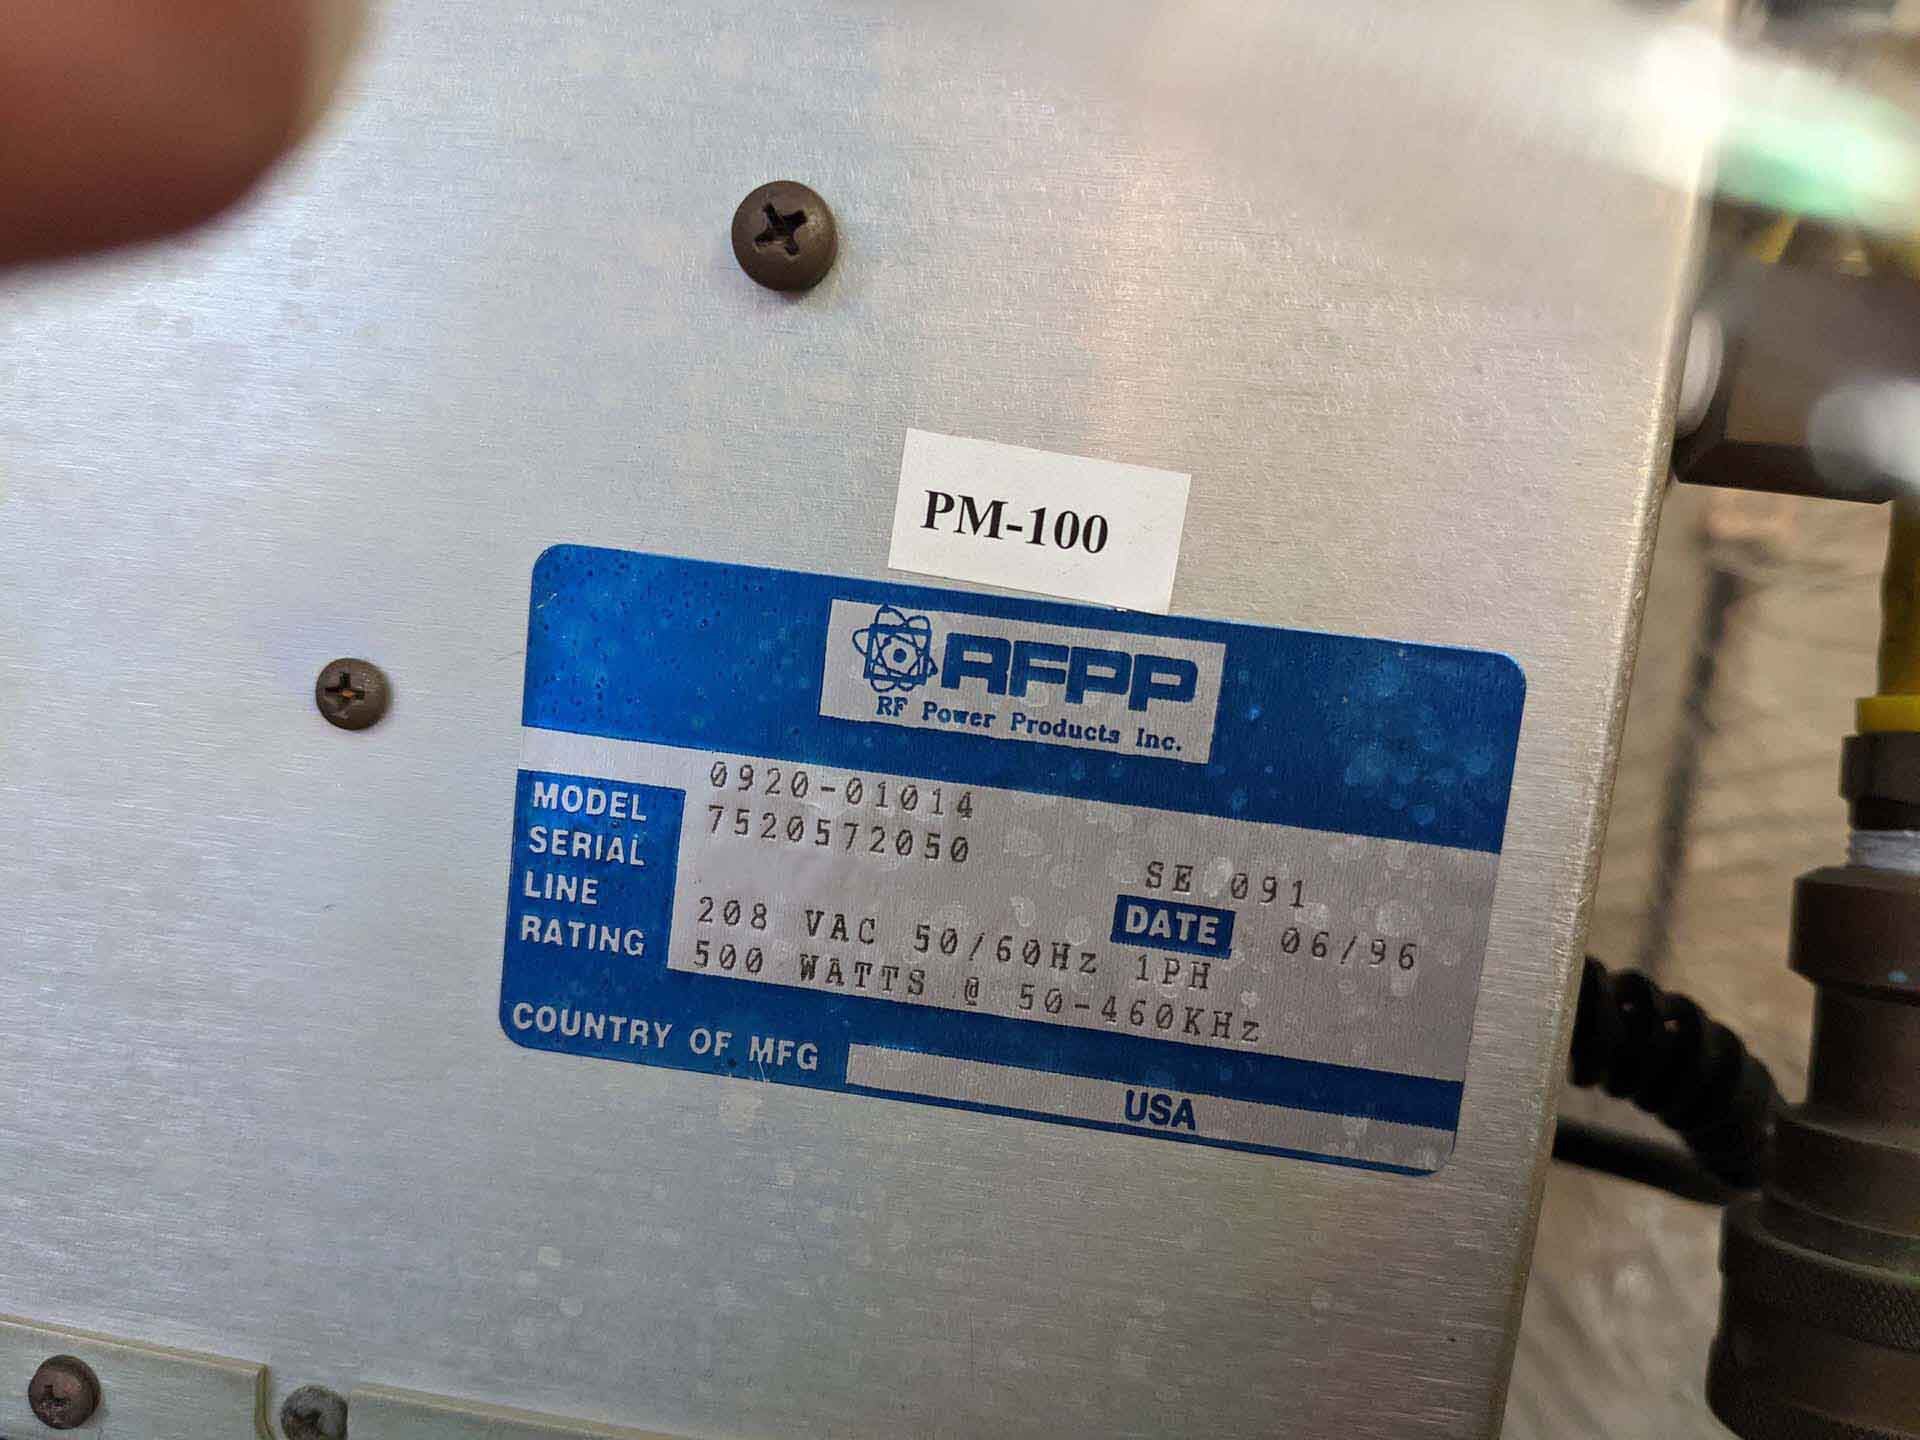 PM-100
RFPP
RF Power Products Inc.
MODEL 0920-01014
SERIAL 7520572050 SE 091
LINE DATE 06/96
RATING 208 VAC 50/60Hz 1PH
500 WATTS @ 50-460KHz
COUNTRY OF MFG USA